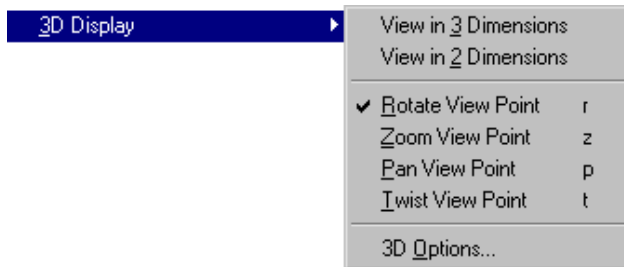 3D Display
View in 3 Dimensions
View in 2 Dimensions
Rotate View Point r
Zoom View Point z
Pan View Point p
Twist View Point t
3D Options...